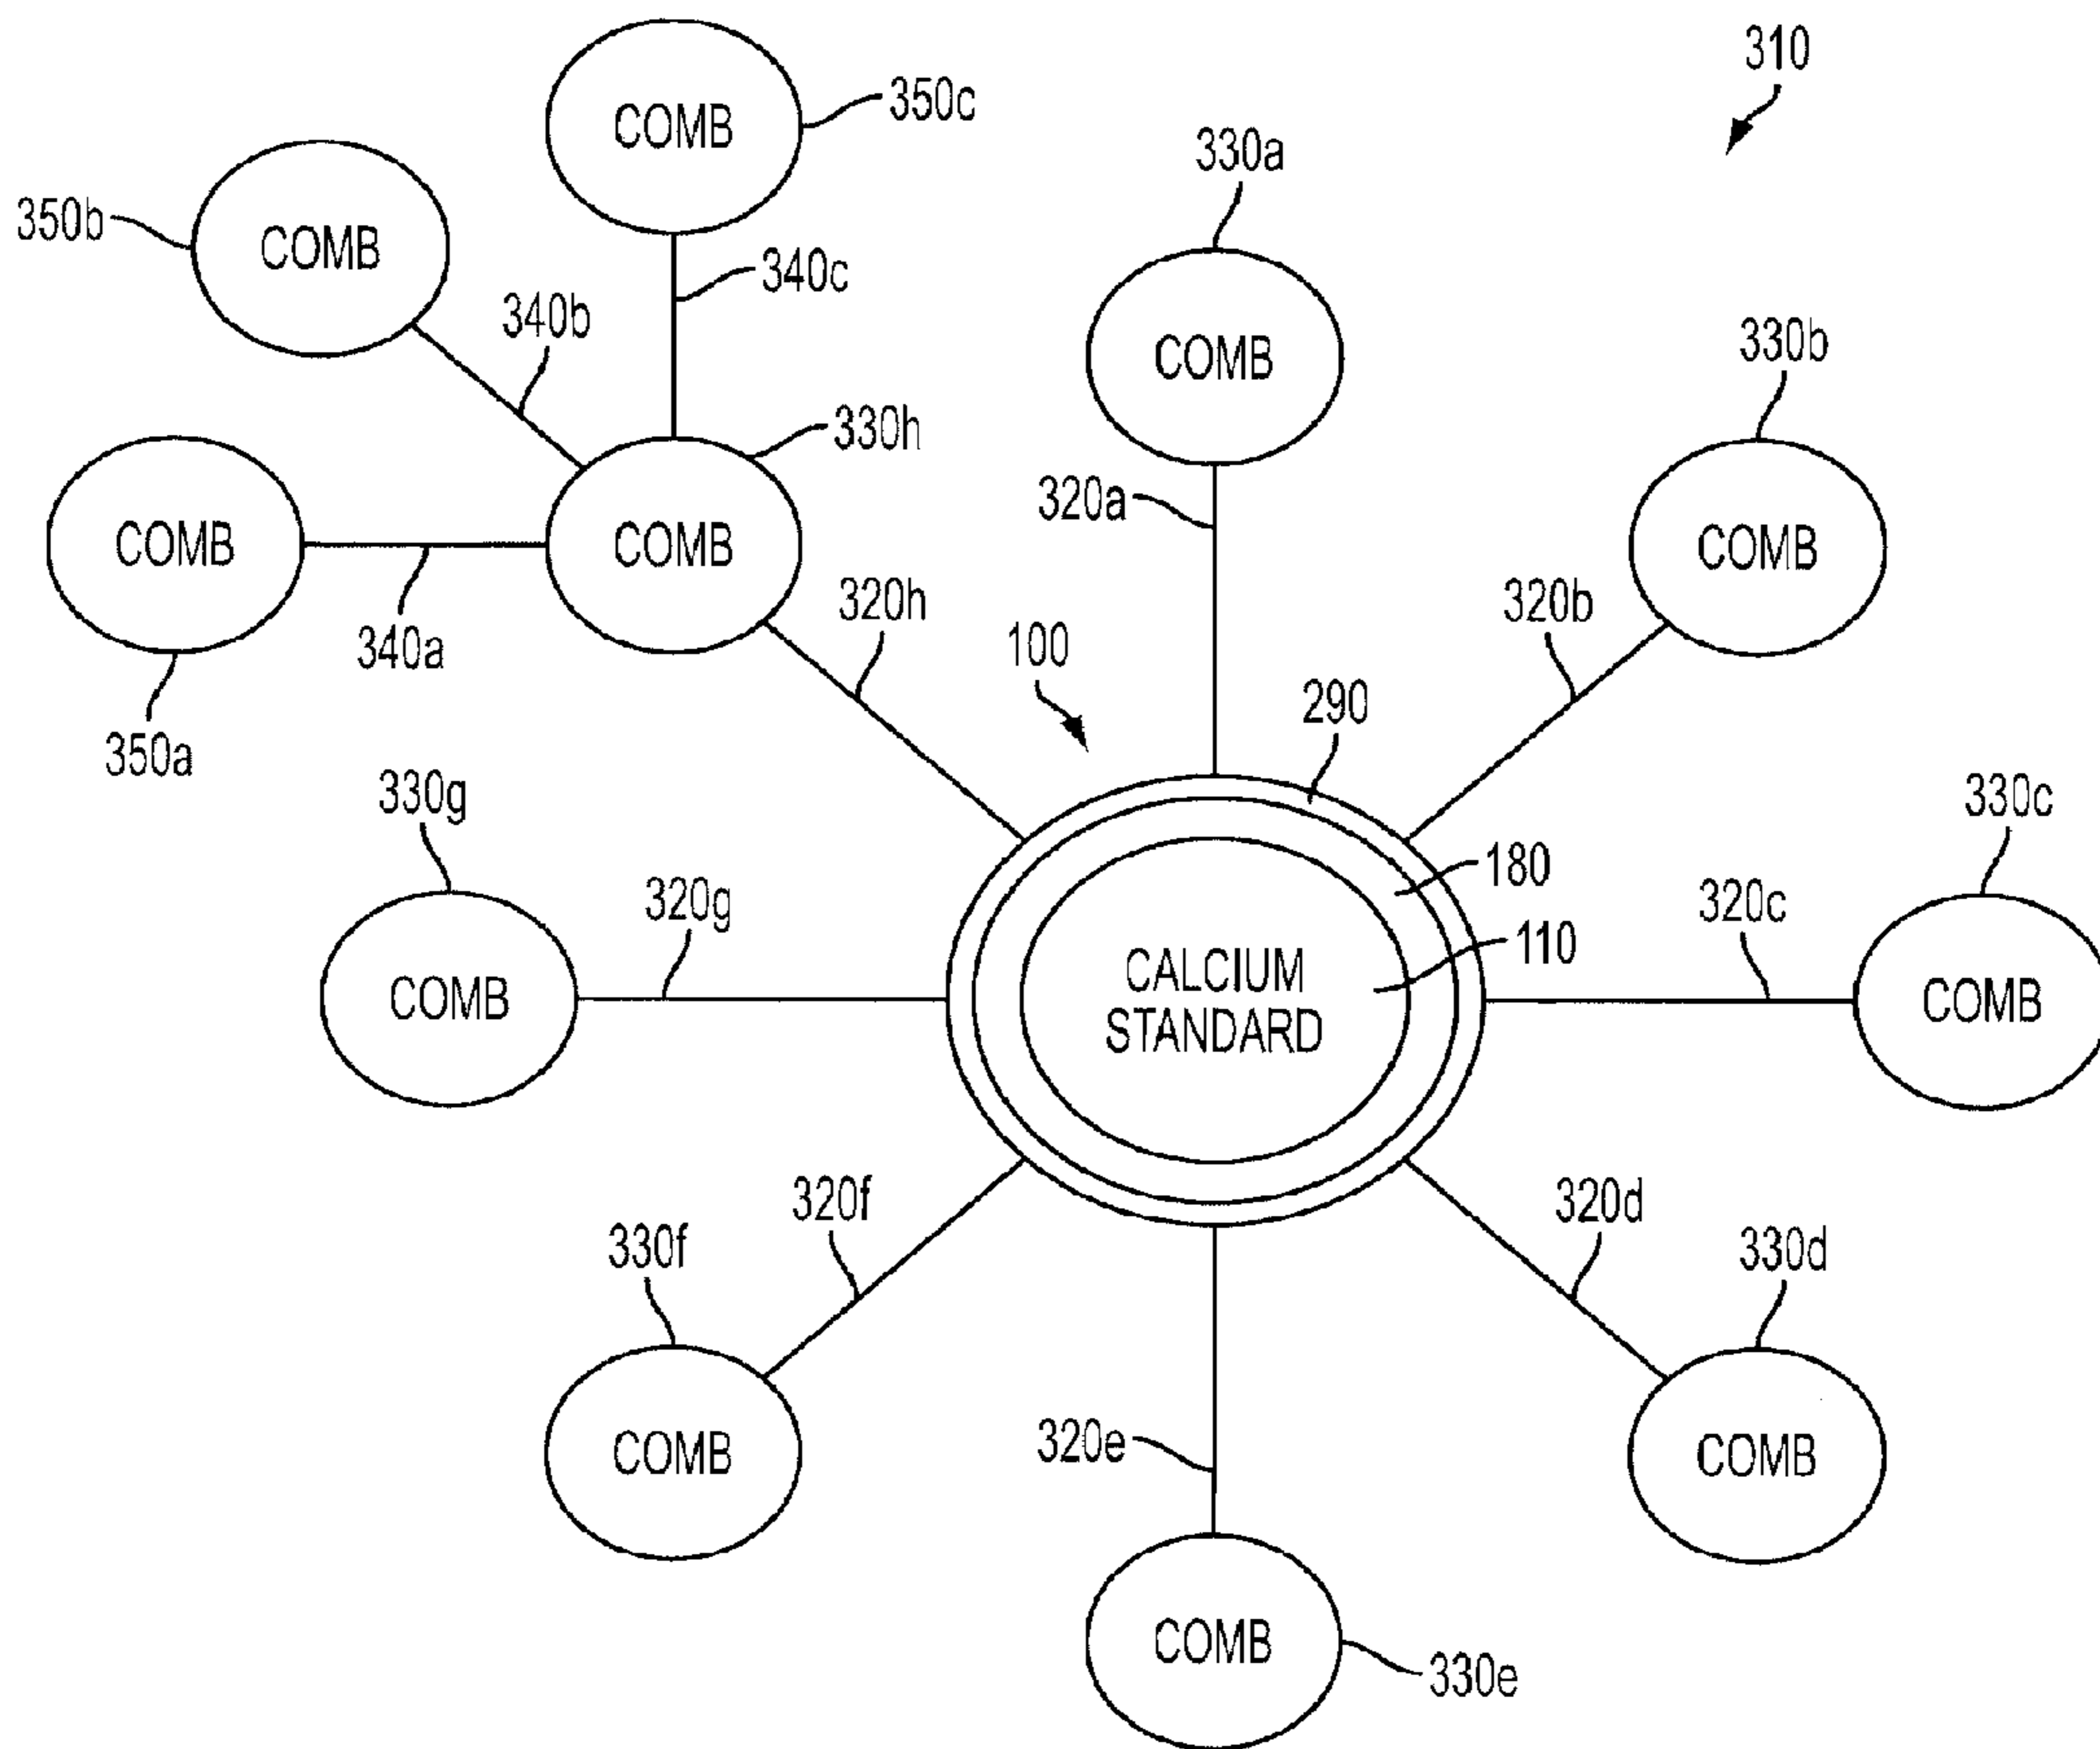 310
COMB
350c
330a
COMB
350b
340c
340b
COMB
330b
330h
320a
COMB
COMB
COMB
340a
320h
320b
100
290
350a
330g
330c
180
320g
320c
110
CALCIUM
STANDARD
COMB
COMB
320f
320d
330f
330d
320e
COMB
COMB
COMB
330e